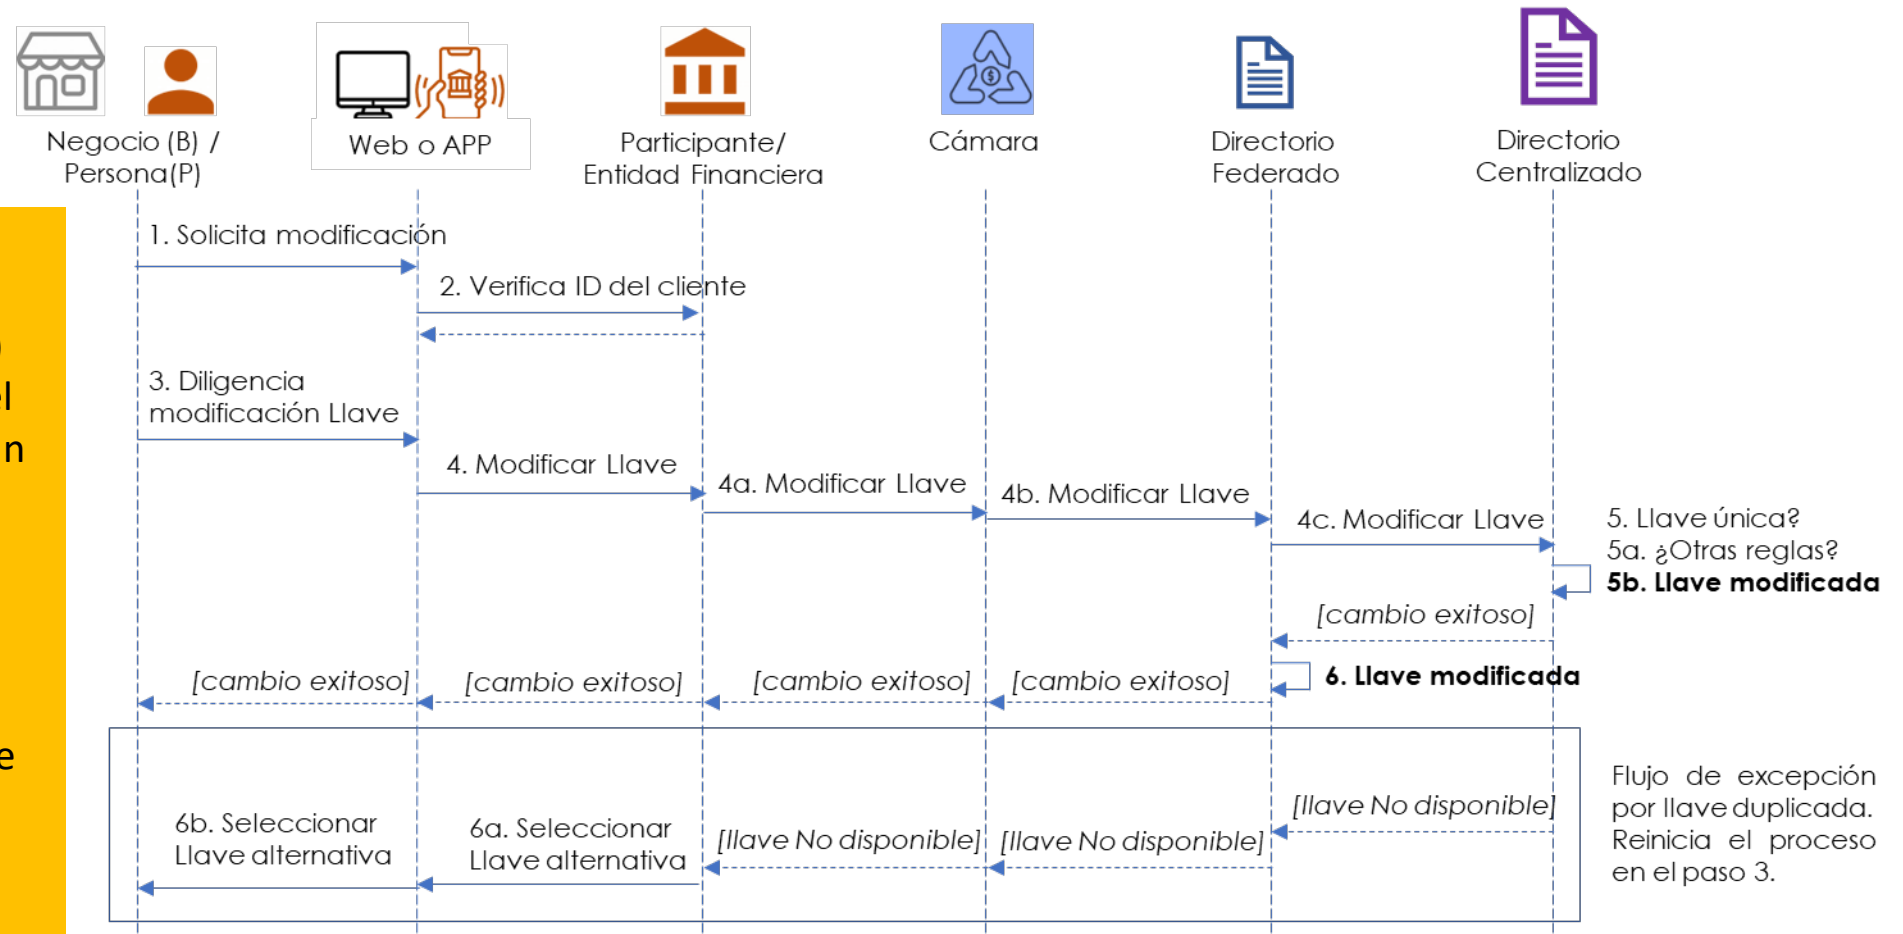 Negocio (B) /
Persona(P)
Web o APP
Participante/
Entidad Financiera
Cámara
Directorio
Federado
Directorio
Centralizado
1. Solicita modificación
2. Verifica ID del cliente
3. Diligencia
modificación Llave
4. Modificar Llave
4a. Modificar Llave
4b. Modificar Llave
4c. Modificar Llave
5. Llave única?
5a. ¿Otras reglas?
5b. Llave modificada
[cambio exitoso]
6. Llave modificada
[cambio exitoso]
[cambio exitoso]
[cambio exitoso]
[cambio exitoso]
[llave No disponible]
[llave No disponible]
[llave No disponible]
6a. Seleccionar
Llave alternativa
6b. Seleccionar
Llave alternativa
Flujo de excepción
por llave duplicada.
Reinicia el proceso
en el paso 3.